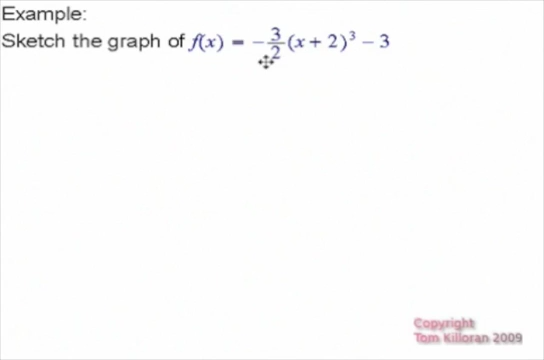 Example:
Sketch the graph of f(x) = -3/2(x + 2)³ - 3
Copyright
Tom Killoran 2009